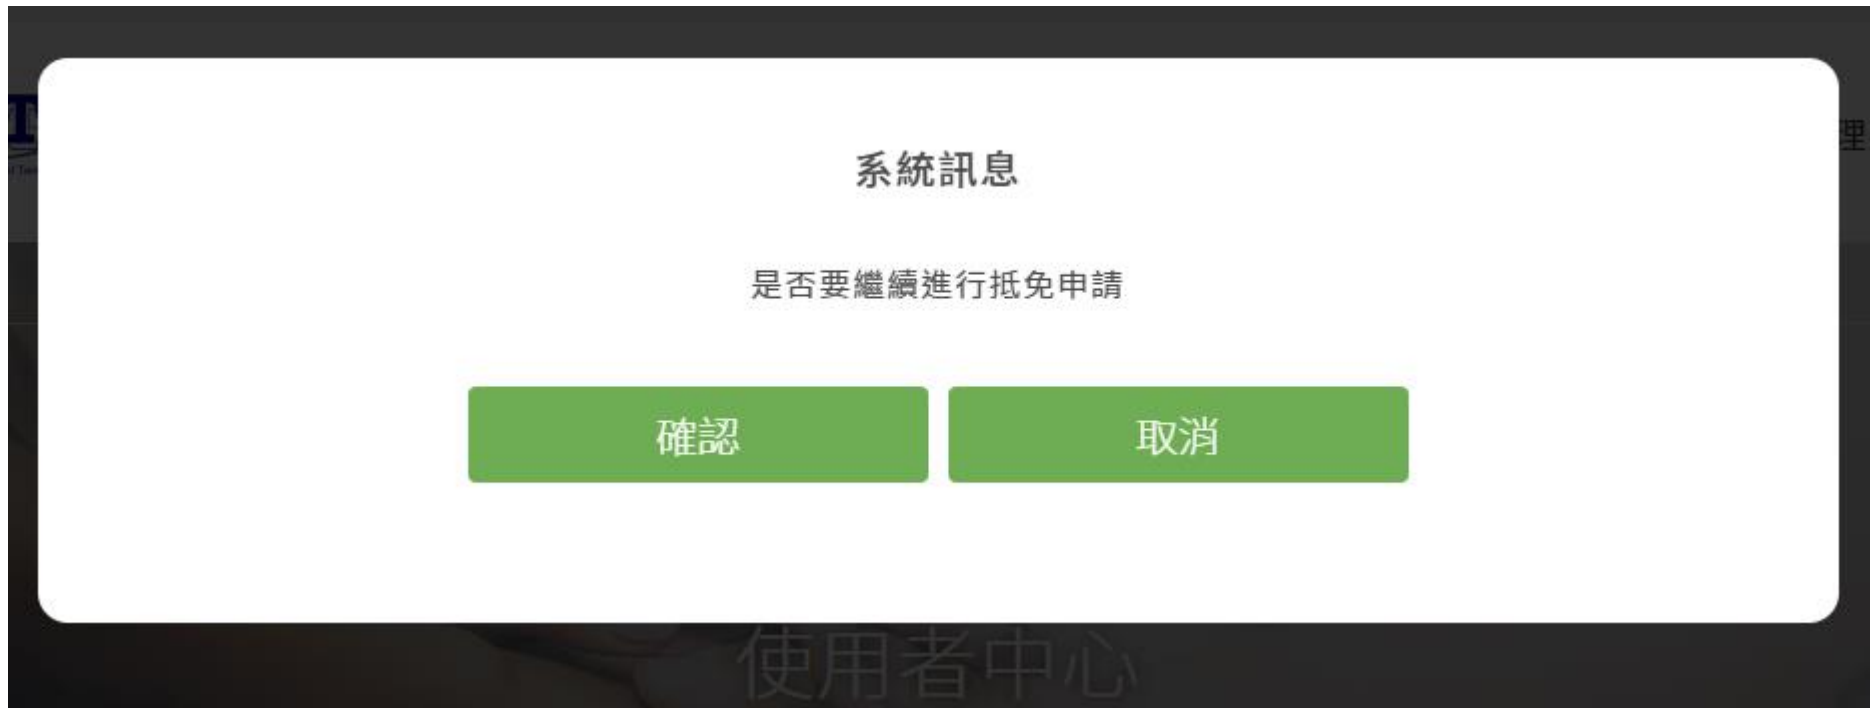 理
系統訊息
是否要繼續進行抵免申請
確認
取消
使用者中心